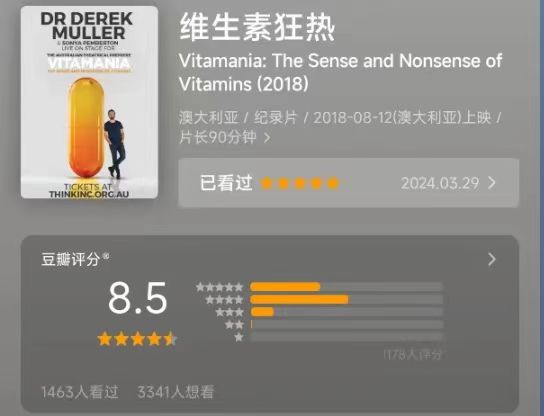 DR DEREK
MULLER
& SONYA PEMBERTON
LIVE ON STAGE FOR
THE AUSTRALIAN THEATRICAL PREMIERE
VITAMANIA
THE SENSE AND NONSENSE OF VITAMINS
TICKETS AT
THINKINC.ORG.AU
维生素狂热
Vitamania: The Sense and Nonsense of
Vitamins (2018)
澳大利亚 / 纪录片 / 2018-08-12(澳大利亚)上映 /
片长90分钟 >
已看过 ★★★★★ 2024.03.29 >
豆瓣评分® >
8.5
1178人评分
1463人看过 3341人想看